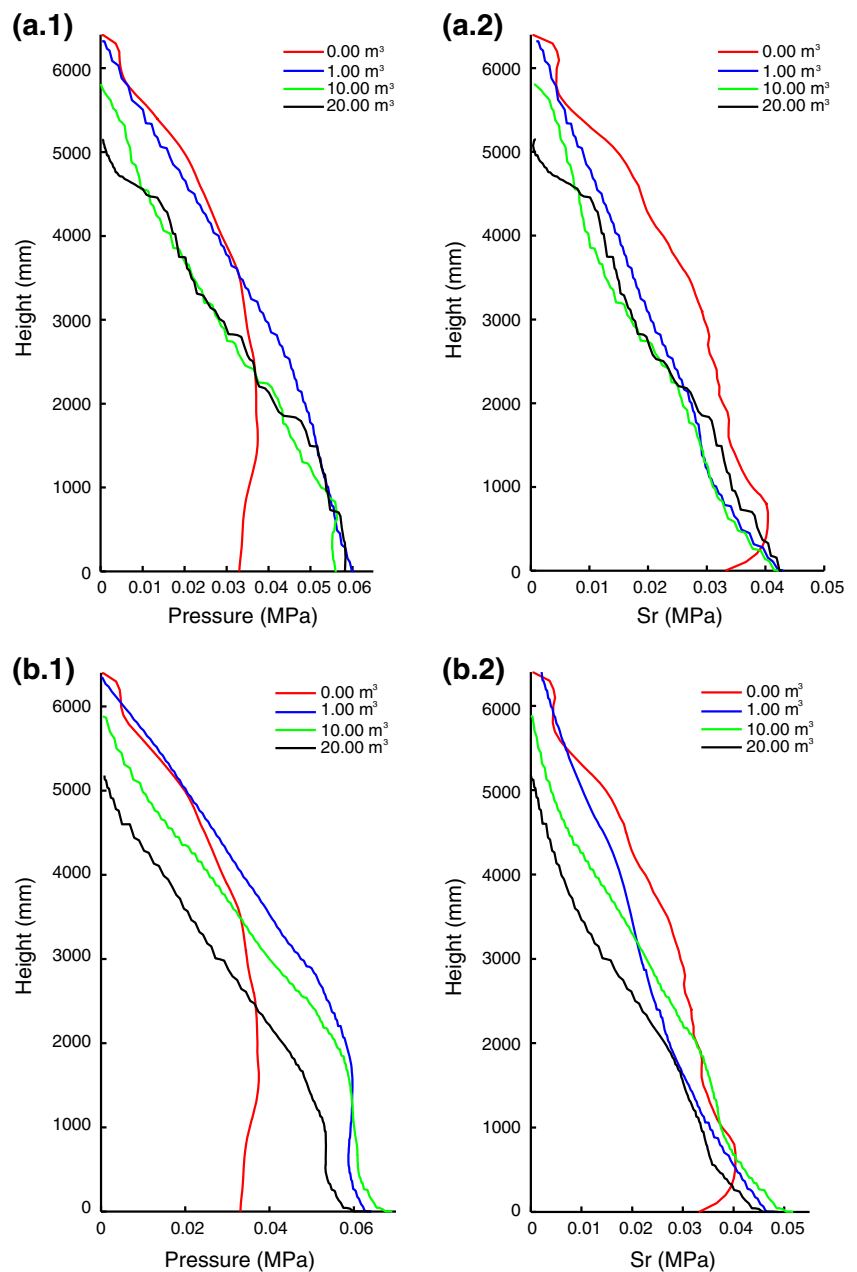 (a.1)
0.00 m³
1.00 m³
10.00 m³
20.00 m³
6000
5000
4000
3000
2000
1000
0
Height (mm)
0 0.01 0.02 0.03 0.04 0.05 0.06
Pressure (MPa)
(a.2)
0.00 m³
1.00 m³
10.00 m³
20.00 m³
6000
5000
4000
3000
2000
1000
0
Height (mm)
0 0.01 0.02 0.03 0.04 0.05
Sr (MPa)
(b.1)
0.00 m³
1.00 m³
10.00 m³
20.00 m³
6000
5000
4000
3000
2000
1000
0
Height (mm)
0 0.02 0.04 0.06
Pressure (MPa)
(b.2)
0.00 m³
1.00 m³
10.00 m³
20.00 m³
6000
5000
4000
3000
2000
1000
0
Height (mm)
0 0.01 0.02 0.03 0.04 0.05
Sr (MPa)